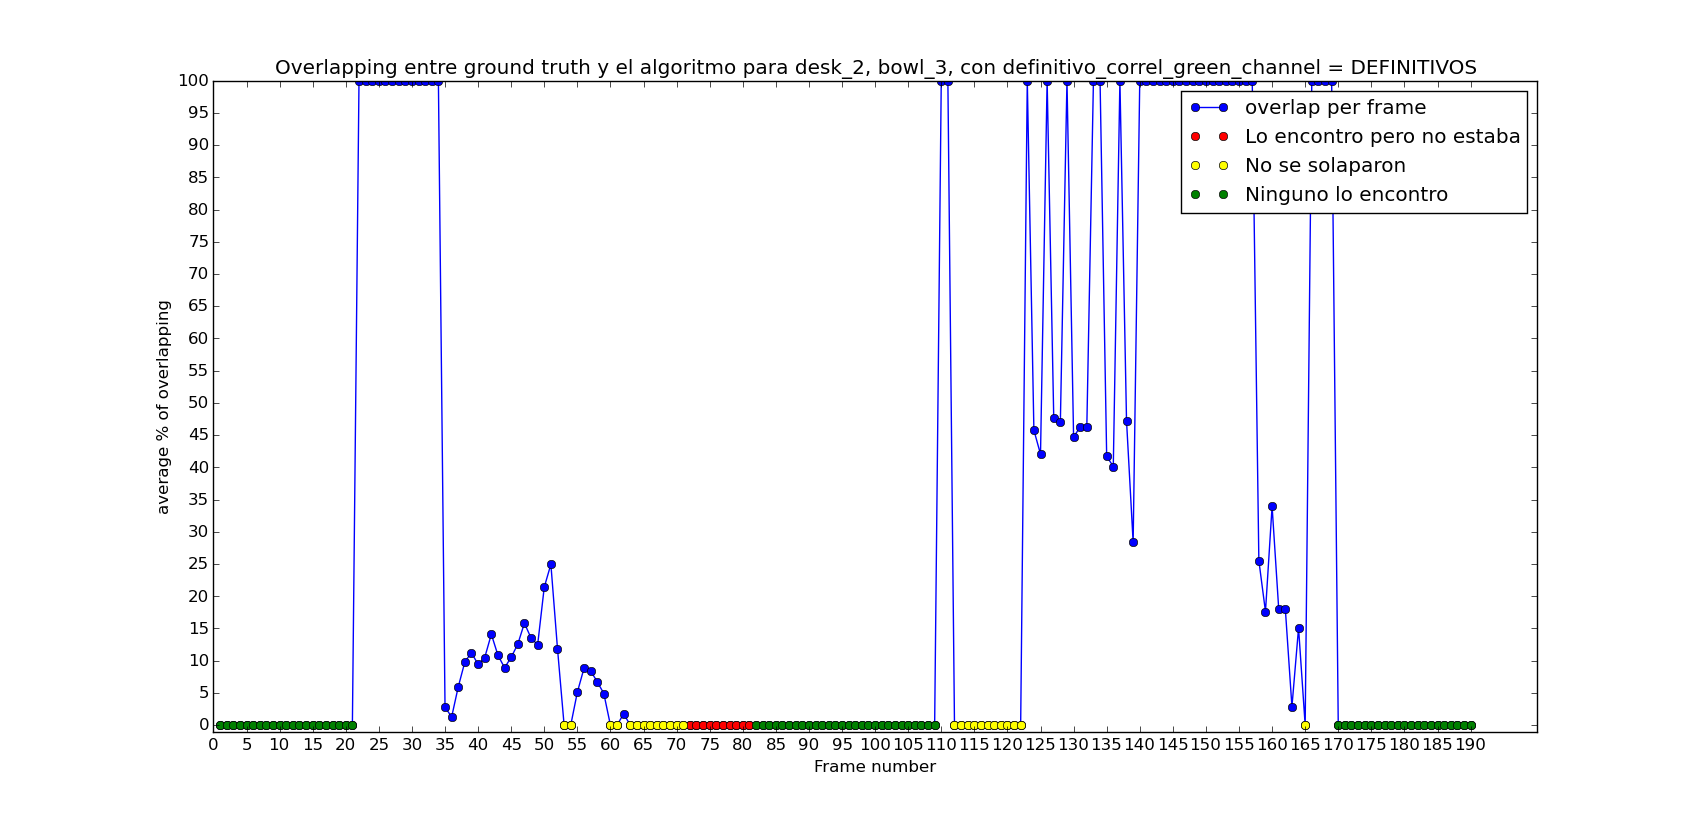 Overlapping entre ground truth y el algoritmo para desk_2, bowl_3, con definitivo_correl_green_channel = DEFINITIVOS
100
95
90
85
80
75
70
65
60
55
50
45
40
35
30
25
20
15
10
5
0
average % of overlapping
overlap per frame
Lo encontro pero no estaba
No se solaparon
Ninguno lo encontro
0 5 10 15 20 25 30 35 40 45 50 55 60 65 70 75 80 85 90 95 100 105 110 115 120 125 130 135 140 145 150 155 160 165 170 175 180 185 190
Frame number